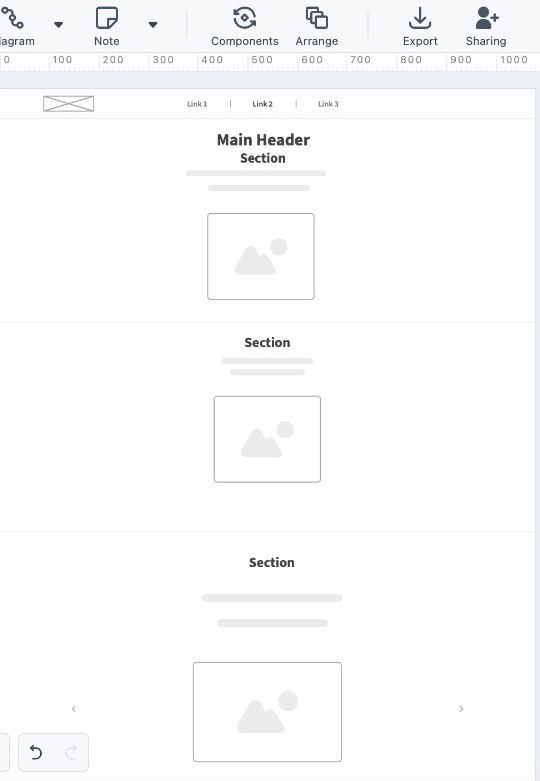 iagram
Note
Components
Arrange
Export
Sharing
0 100 200 300 400 500 600 700 800 900 1000
Link 1 | Link 2 | Link 3
Main Header
Section
Section
Section
‹ ›